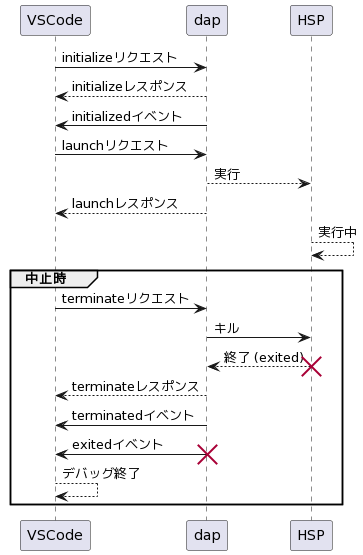 VSCode dap HSP
initializeリクエスト
initializeレスポンス
initializedイベント
launchリクエスト
実行
launchレスポンス
実行中
中止時
terminateリクエスト
キル
終了 (exited)
terminateレスポンス
terminatedイベント
exitedイベント
デバッグ終了
VSCode dap HSP